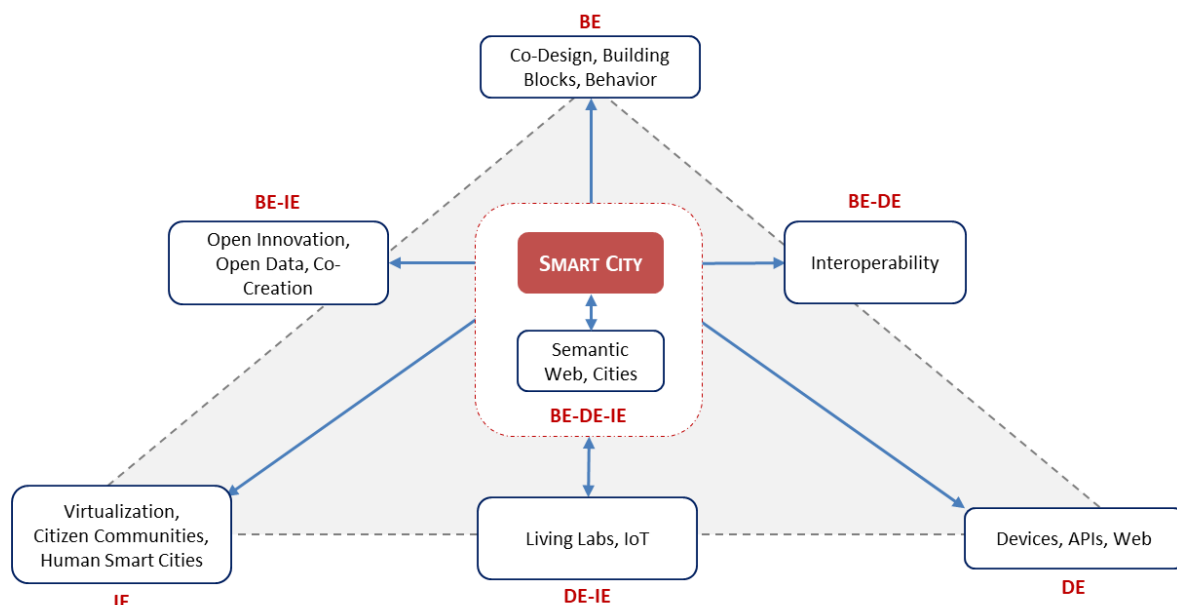 BE
Co-Design, Building
Blocks, Behavior
BE-IE
Open Innovation,
Open Data, Co-
Creation
BE-DE
Interoperability
SMART CITY
Semantic
Web, Cities
BE-DE-IE
Virtualization,
Citizen Communities,
Human Smart Cities
IE
Living Labs, IoT
DE-IE
Devices, APIs, Web
DE